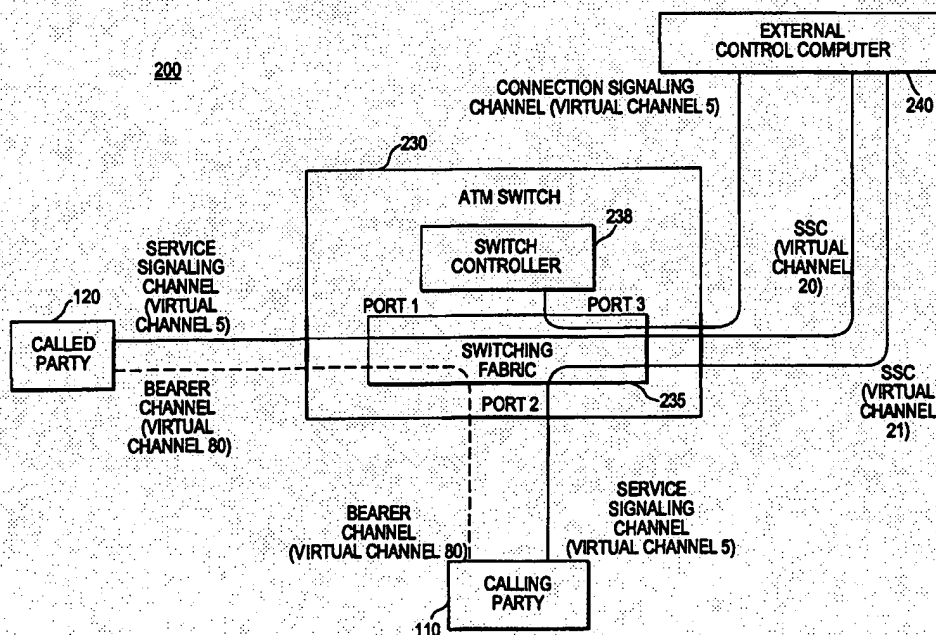 200
EXTERNAL
CONTROL COMPUTER
240
CONNECTION SIGNALING
CHANNEL (VIRTUAL CHANNEL 5)
230
ATM SWITCH
238
SWITCH
CONTROLLER
SSC
(VIRTUAL
CHANNEL
20)
SERVICE
SIGNALING
CHANNEL
(VIRTUAL
CHANNEL 5)
120
CALLED
PARTY
PORT 1
PORT 3
SWITCHING
FABRIC
235
PORT 2
BEARER
CHANNEL
(VIRTUAL
CHANNEL 80)
SSC
(VIRTUAL
CHANNEL
21)
BEARER
CHANNEL
(VIRTUAL CHANNEL 80)
SERVICE
SIGNALING
CHANNEL
(VIRTUAL CHANNEL 5)
CALLING
PARTY
110